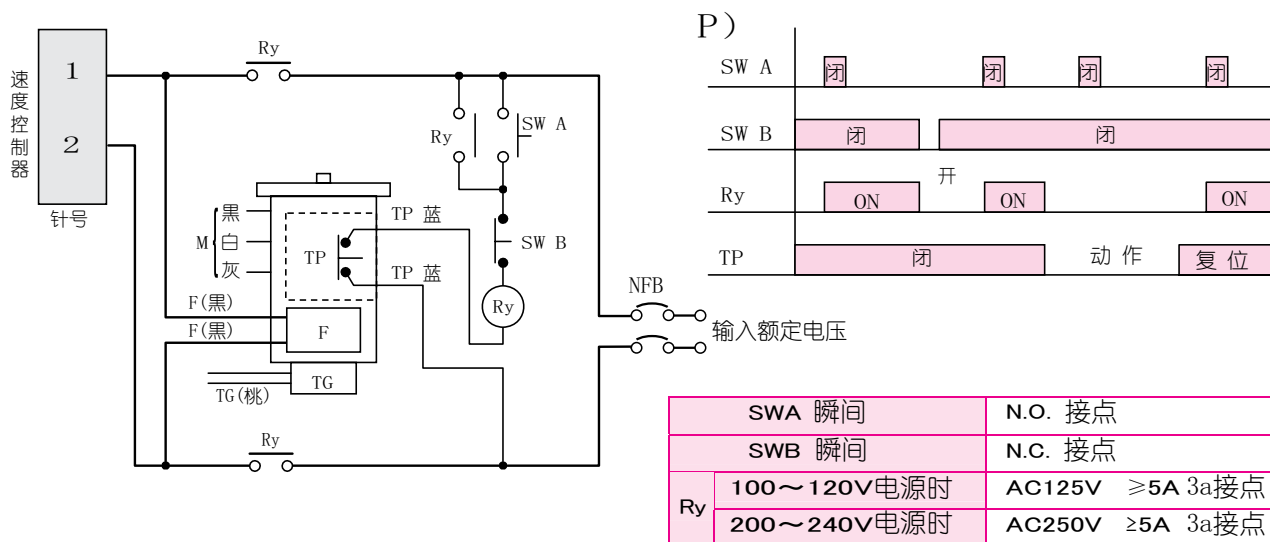 速度控制器
1
2
针号
Ry
Ry
SW A
M
黑
白
灰
TP 蓝
TP
TP 蓝
SW B
Ry
F(黑)
F(黑)
F
TG
TG(桃)
Ry
NFB
输入额定电压
P)
SW A 闭 闭 闭 闭
SW B 闭 闭
开
Ry ON ON ON
TP 闭 动 作 复 位
SWA 瞬间 N.O. 接点
SWB 瞬间 N.C. 接点
Ry
100～120V电源时 AC125V ≥5A 3a接点
200～240V电源时 AC250V ≥5A 3a接点